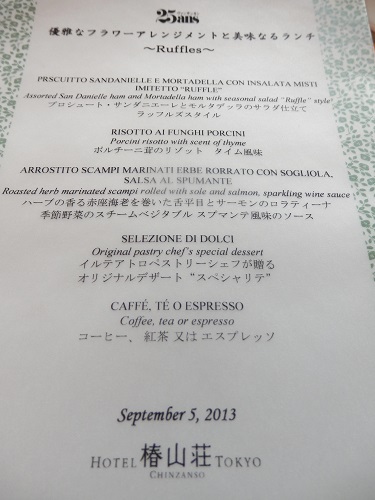 25ans
優雅なフラワーアレンジメントと美味なるランチ
～Ruffles～
PRSCUITTO SANDANIELLE E MORTADELLA CON INSALATA MISTI
IMITETTO "RUFFLE"
Assorted San Danielle ham and Mortadella ham with seasonal salad "Ruffle" style
プロシュート・サンダニエーレとモルタデッラのサラダ仕立て
ラッフルズスタイル
RISOTTO AI FUNGHI PORCINI
Porcini risotto with scent of thyme
ポルチーニ茸のリゾット　タイム風味
ARROSTITO SCAMPI MARINATI ERBE RORRATO CON SOGLIOLA,
SALSA AL SPUMANTE
Roasted herb marinated scampi rolled with sole and salmon, sparkling wine sauce
ハーブの香る赤座海老を巻いた舌平目とサーモンのロラティーナ
季節野菜のスチームベジタブル スプマンテ風味のソース
SELEZIONE DI DOLCI
Original pastry chef's special dessert
イルテアトロペストリーシェフが贈る
オリジナルデザート“スペシャリテ”
CAFFÉ, TÉ O ESPRESSO
Coffee, tea or espresso
コーヒー、 紅茶 又は エスプレッソ
September 5, 2013
HOTEL 椿山荘 TOKYO
CHINZANSO